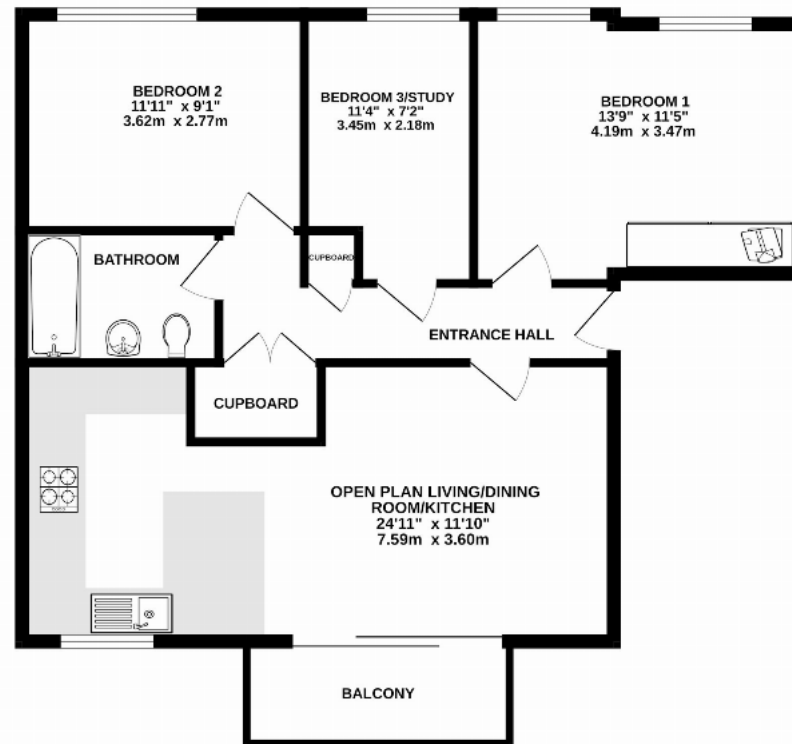 BEDROOM 2
11'11" x 9'1"
3.62m x 2.77m
BEDROOM 3/STUDY
11'4" x 7'2"
3.45m x 2.18m
BEDROOM 1
13'9" x 11'5"
4.19m x 3.47m
BATHROOM
CUPBOARD
ENTRANCE HALL
CUPBOARD
OPEN PLAN LIVING/DINING
ROOM/KITCHEN
24'11" x 11'10"
7.59m x 3.60m
BALCONY